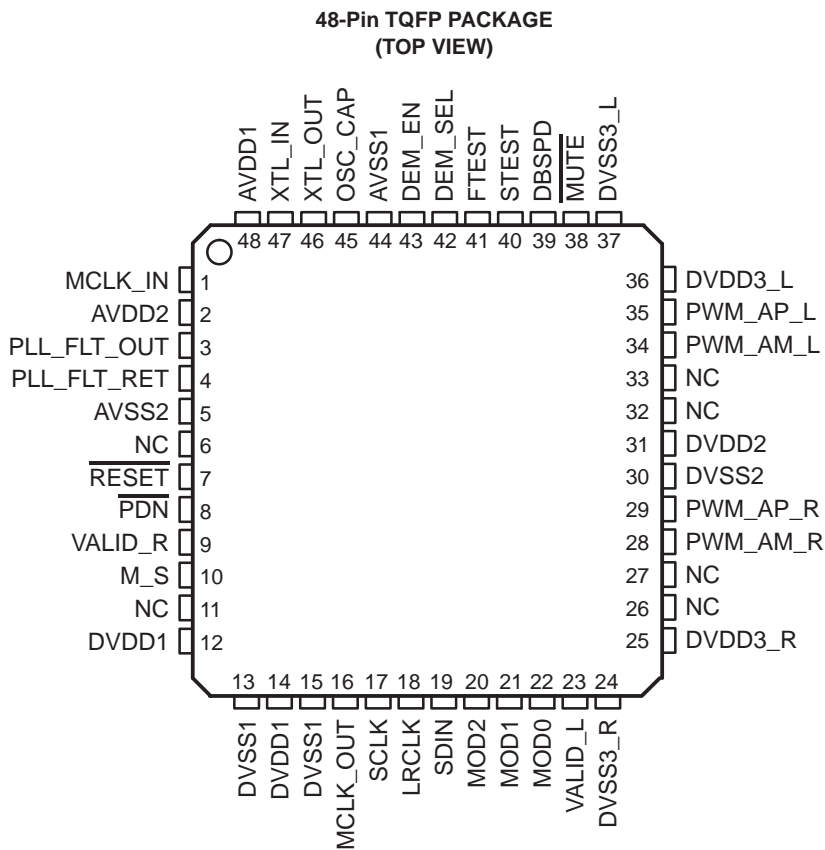 48-Pin TQFP PACKAGE
(TOP VIEW)
AVDD1
XTL_IN
XTL_OUT
OSC_CAP
AVSS1
DEM_EN
DEM_SEL
FTEST
STEST
DBSPD
MUTE
DVSS3_L
48 47 46 45 44 43 42 41 40 39 38 37
MCLK_IN 1
AVDD2 2
PLL_FLT_OUT 3
PLL_FLT_RET 4
AVSS2 5
NC 6
RESET 7
PDN 8
VALID_R 9
M_S 10
NC 11
DVDD1 12
36 DVDD3_L
35 PWM_AP_L
34 PWM_AM_L
33 NC
32 NC
31 DVDD2
30 DVSS2
29 PWM_AP_R
28 PWM_AM_R
27 NC
26 NC
25 DVDD3_R
13 14 15 16 17 18 19 20 21 22 23 24
DVSS1
DVDD1
DVSS1
MCLK_OUT
SCLK
LRCLK
SDIN
MOD2
MOD1
MOD0
VALID_L
DVSS3_R